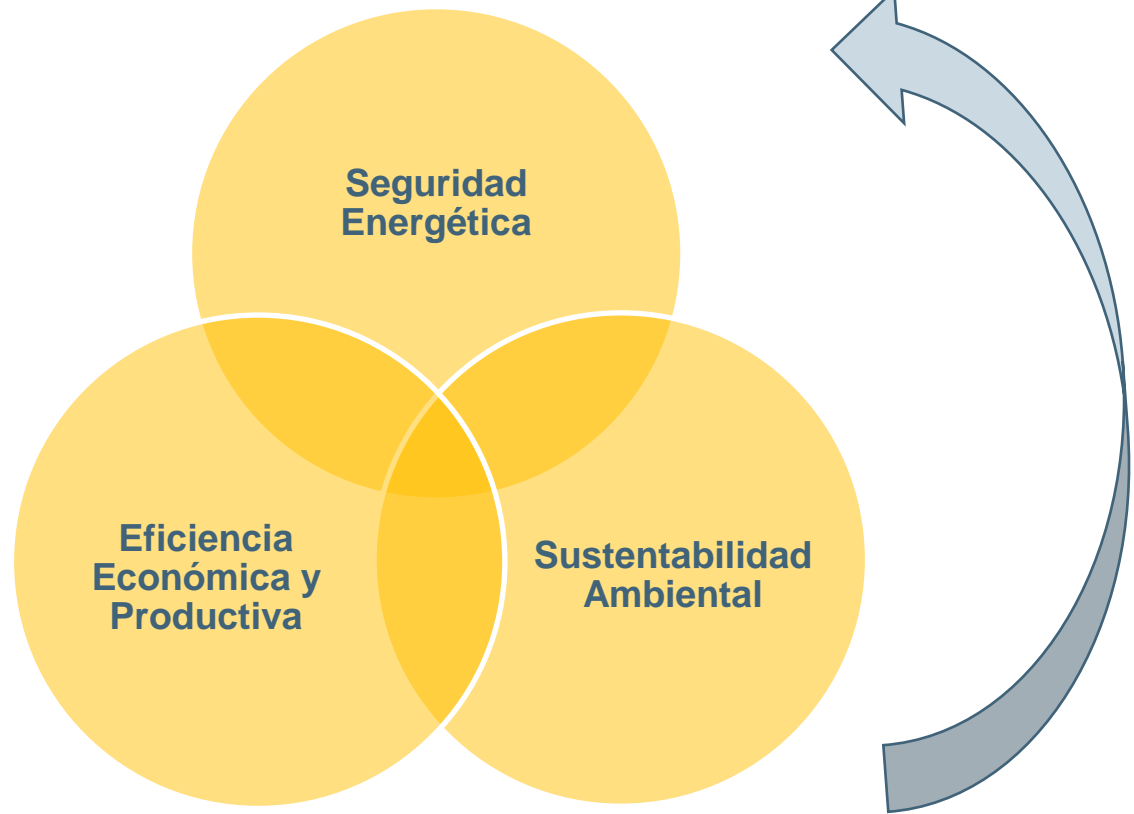 Seguridad
Energética
Eficiencia
Económica y
Productiva
Sustentabilidad
Ambiental